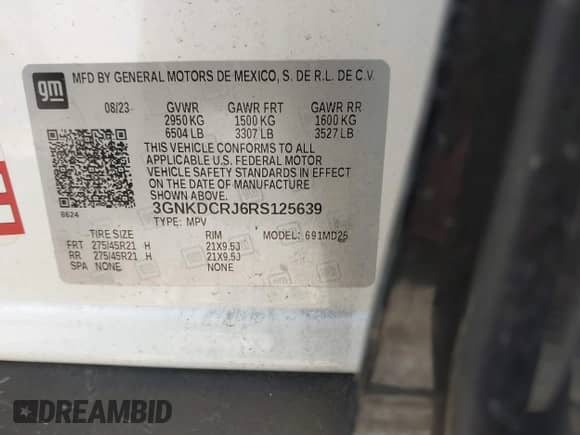 gm
MFD BY GENERAL MOTORS DE MEXICO, S. DE R.L. DE C.V.
08/23 GVWR GAWR FRT GAWR RR
2950 KG 1500 KG 1600 KG
6504 LB 3307 LB 3527 LB
THIS VEHICLE CONFORMS TO ALL
APPLICABLE U.S. FEDERAL MOTOR
VEHICLE SAFETY STANDARDS IN EFFECT
ON THE DATE OF MANUFACTURE
SHOWN ABOVE.
6624 3GNKDCRJ6RS125639
TYPE: MPV
TIRE SIZE RIM MODEL: 691MD26
FRT 275/45R21 H 21X9.5J
RR 275/45R21 H 21X9.5J
SPA NONE NONE
DREAMBID